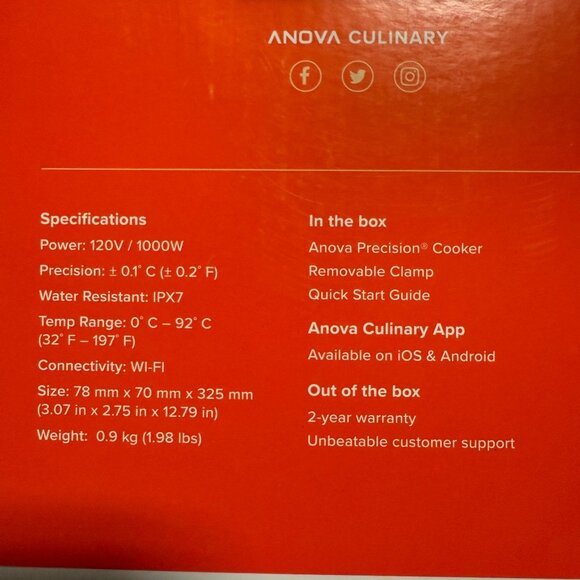 ANOVA CULINARY
Specifications
Power: 120V / 1000W
Precision: ± 0.1° C (± 0.2° F)
Water Resistant: IPX7
Temp Range: 0° C – 92° C
(32° F – 197° F)
Connectivity: WI-FI
Size: 78 mm x 70 mm x 325 mm
(3.07 in x 2.75 in x 12.79 in)
Weight: 0.9 kg (1.98 lbs)
In the box
Anova Precision® Cooker
Removable Clamp
Quick Start Guide
Anova Culinary App
Available on iOS & Android
Out of the box
2-year warranty
Unbeatable customer support